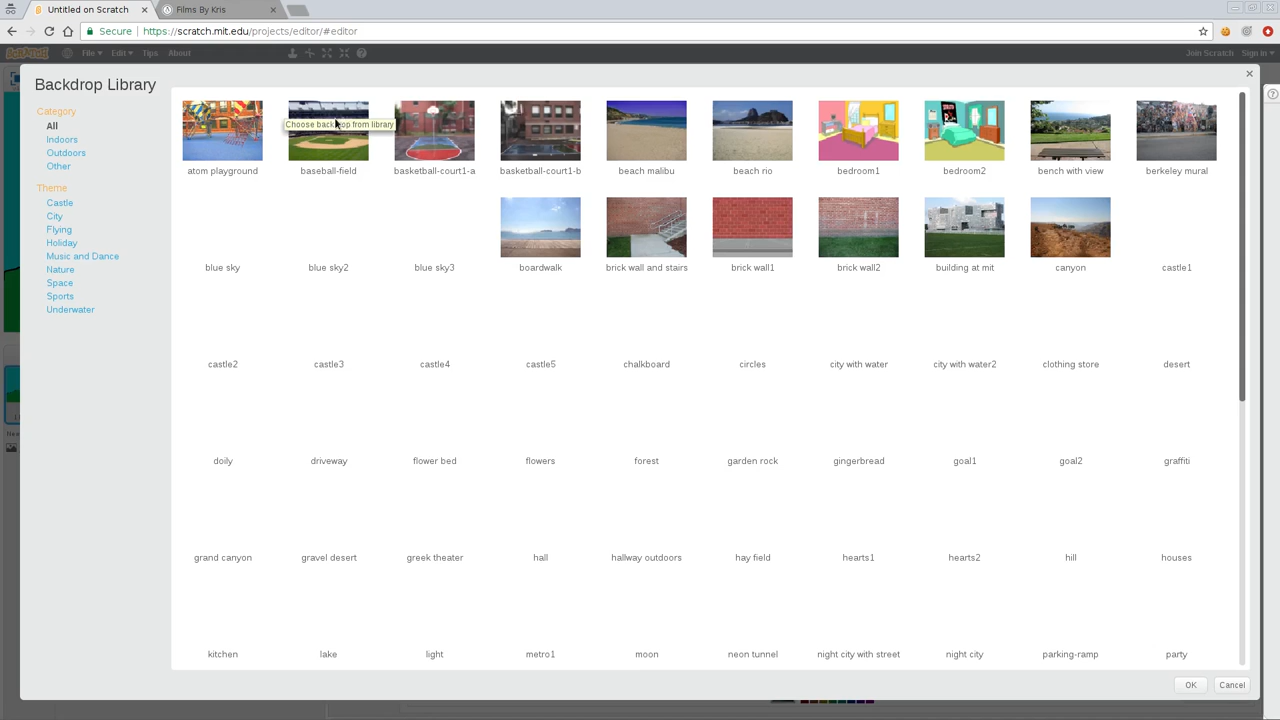 Untitled on Scratch
Films By Kris
Secure https://scratch.mit.edu/projects/editor/#editor
SCRATCH File Edit Tips About Join Scratch Sign in
Backdrop Library
Category
All
Indoors
Outdoors
Other
Theme
Castle
City
Flying
Holiday
Music and Dance
Nature
Space
Sports
Underwater
Choose backdrop from library
atom playground baseball-field basketball-court1-a basketball-court1-b beach malibu beach rio bedroom1 bedroom2 bench with view berkeley mural
blue sky blue sky2 blue sky3 boardwalk brick wall and stairs brick wall1 brick wall2 building at mit canyon castle1
castle2 castle3 castle4 castle5 chalkboard circles city with water city with water2 clothing store desert
doily driveway flower bed flowers forest garden rock gingerbread goal1 goal2 graffiti
grand canyon gravel desert greek theater hall hallway outdoors hay field hearts1 hearts2 hill houses
kitchen lake light metro1 moon neon tunnel night city with street night city parking-ramp party
OK Cancel